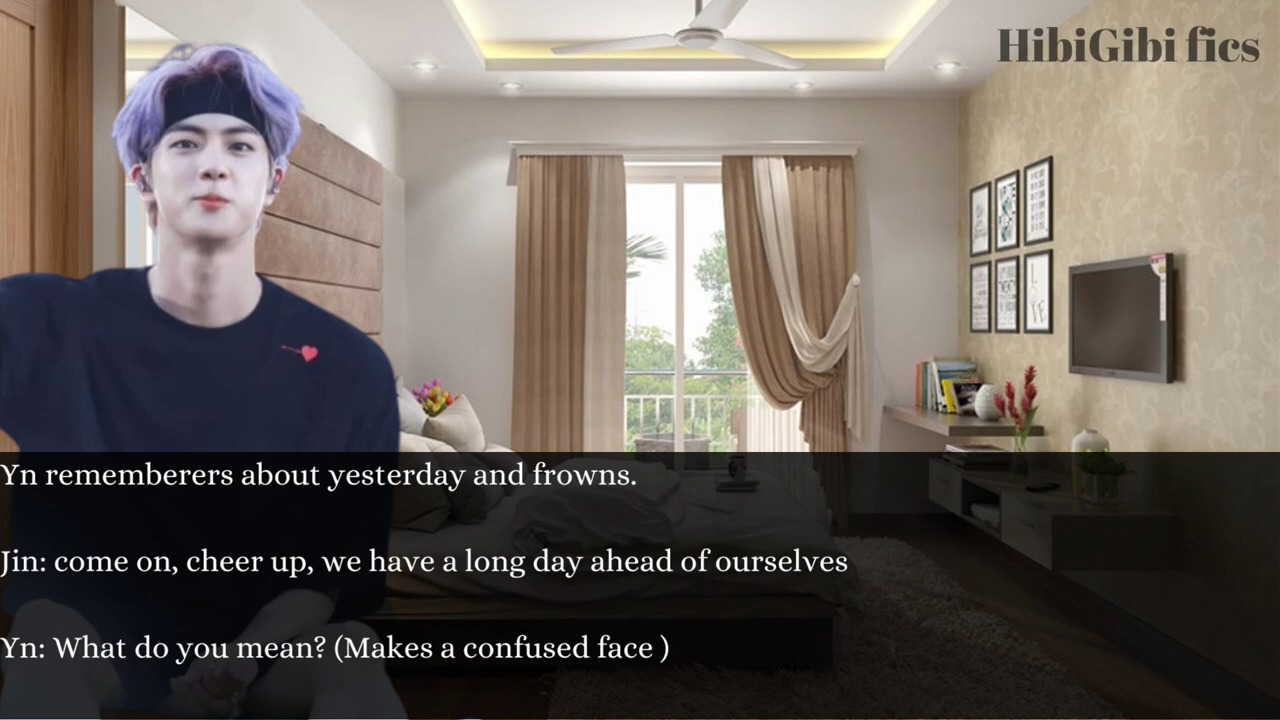 HibiGibi fics
Yn rememberers about yesterday and frowns.
Jin: come on, cheer up, we have a long day ahead of ourselves
Yn: What do you mean? (Makes a confused face )